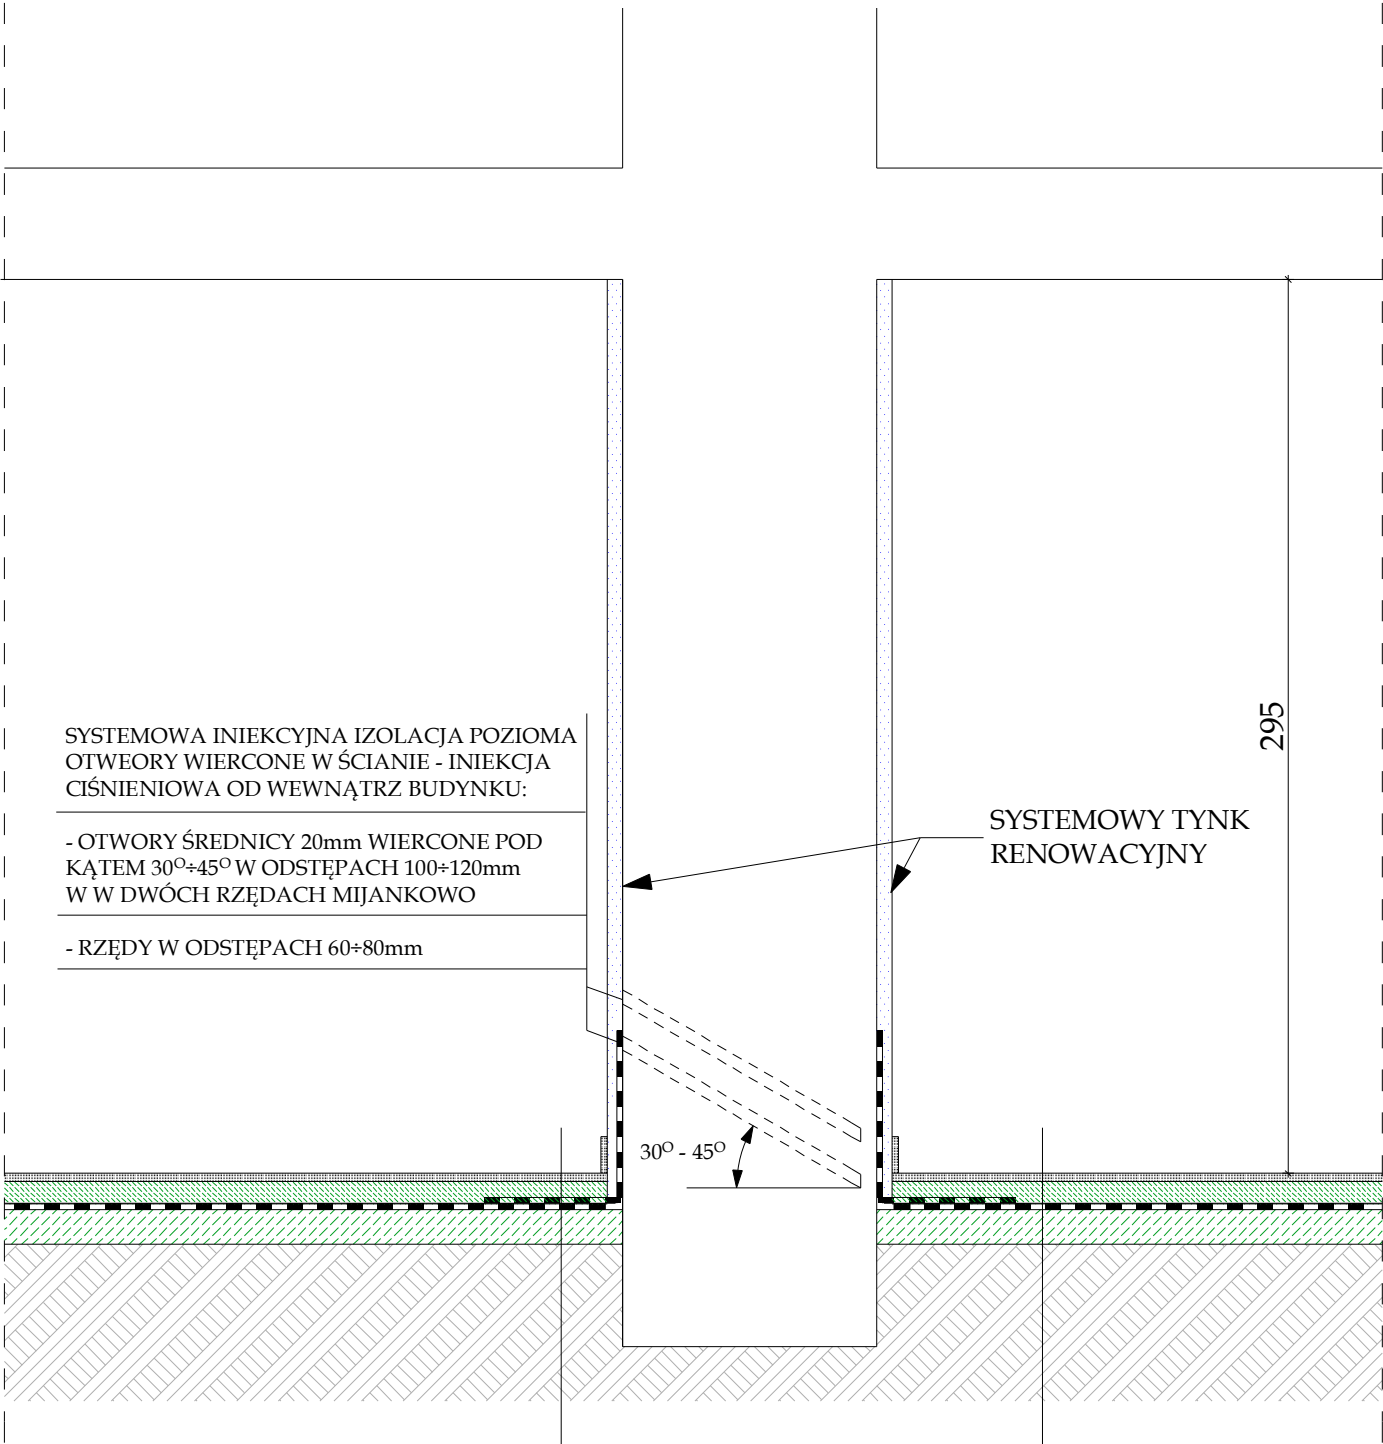 SYSTEMOWA INIEKCYJNA IZOLACJA POZIOMA
OTWEORY WIERCONE W ŚCIANIE - INIEKCJA
CIŚNIENIOWA OD WEWNĄTRZ BUDYNKU:
- OTWORY ŚREDNICY 20mm WIERCONE POD
KĄTEM 30O÷45O W ODSTĘPACH 100÷120mm
W W DWÓCH RZĘDACH MIJANKOWO
- RZĘDY W ODSTĘPACH 60÷80mm
295
SYSTEMOWY TYNK
RENOWACYJNY
30O - 45O